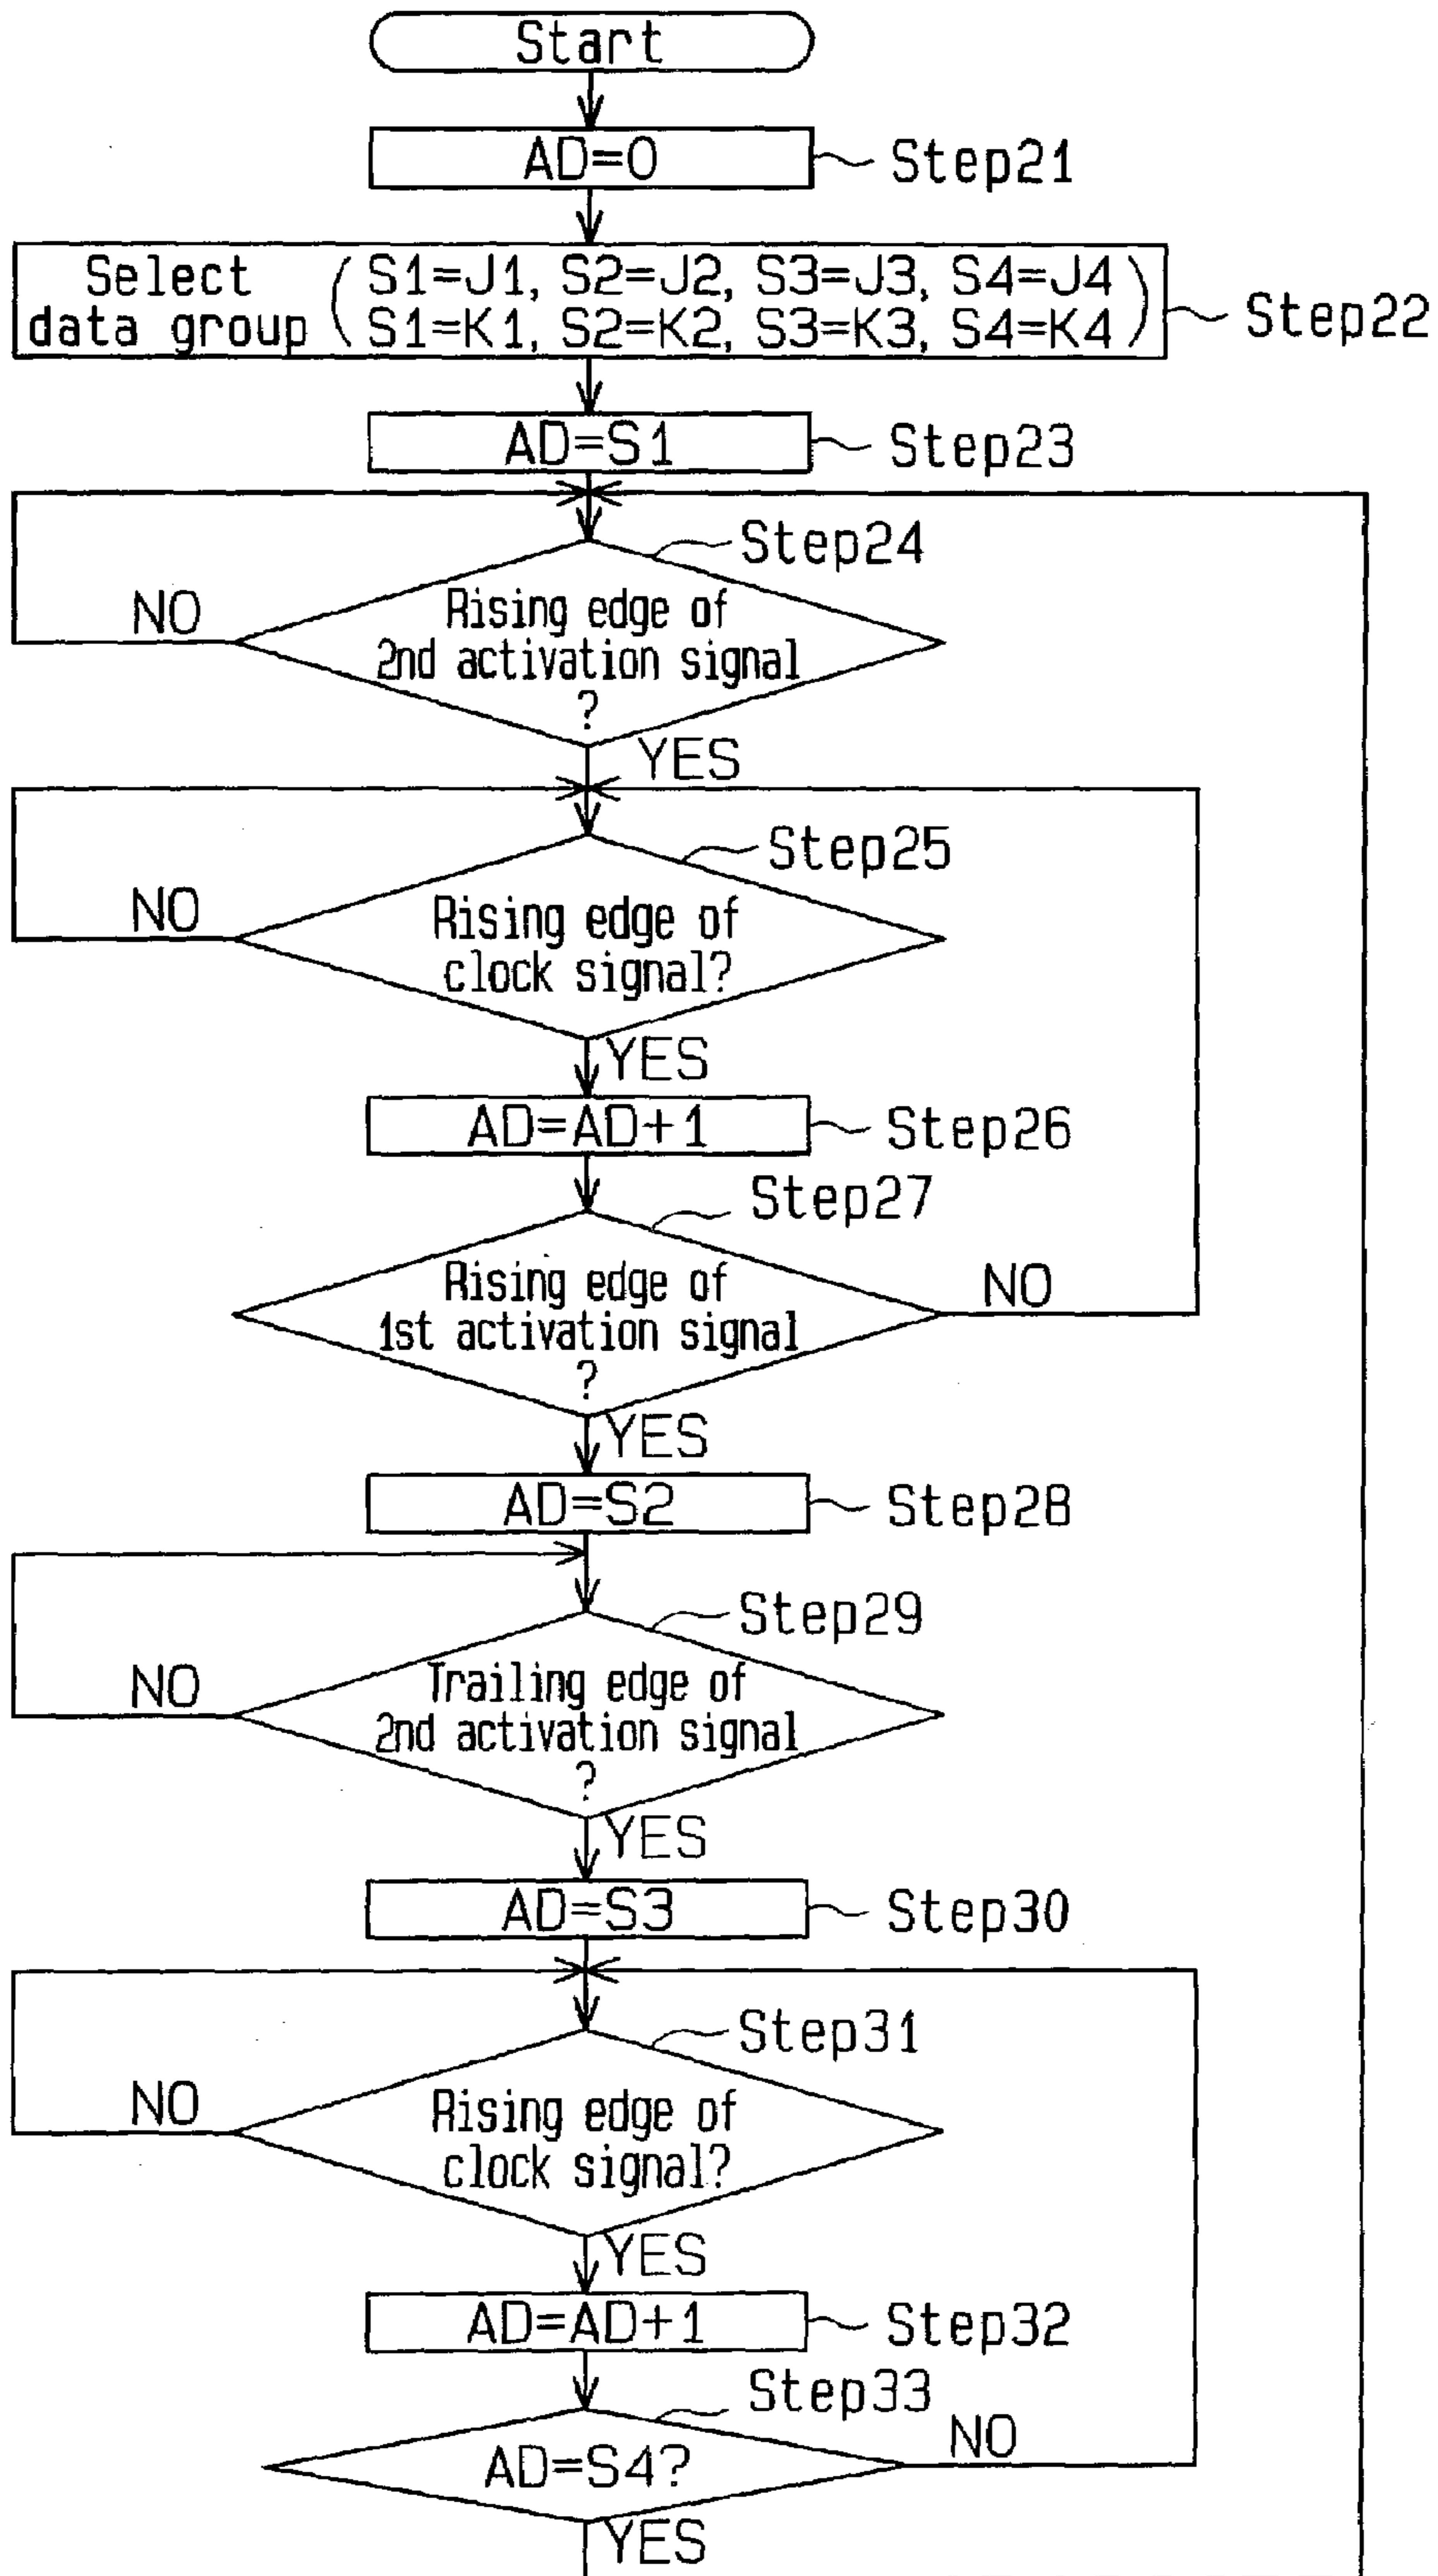 Start
AD=0
Step21
Select
data group
S1=J1, S2=J2, S3=J3, S4=J4
S1=K1, S2=K2, S3=K3, S4=K4
Step22
AD=S1
Step23
Step24
Rising edge of
2nd activation signal
?
NO
YES
Step25
Rising edge of
clock signal?
NO
YES
AD=AD+1
Step26
Step27
Rising edge of
1st activation signal
?
NO
YES
AD=S2
Step28
Step29
Trailing edge of
2nd activation signal
?
NO
YES
AD=S3
Step30
Step31
Rising edge of
clock signal?
NO
YES
AD=AD+1
Step32
Step33
AD=S4?
NO
YES